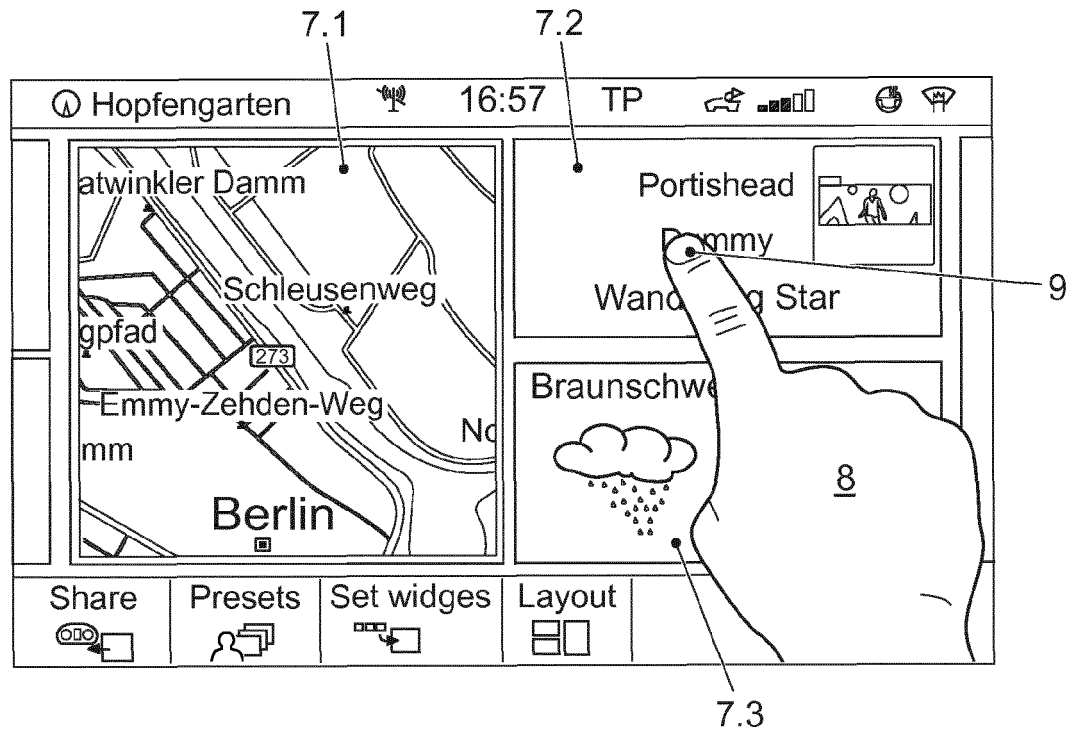 7.1
7.2
Hopfengarten 16:57 TP
atwinkler Damm
Portishead
Schleusenweg
9
Star
gpfad
273
Emmy-Zehden-Weg
mm
Berlin
8
Share Presets Set widges Layout
7.3